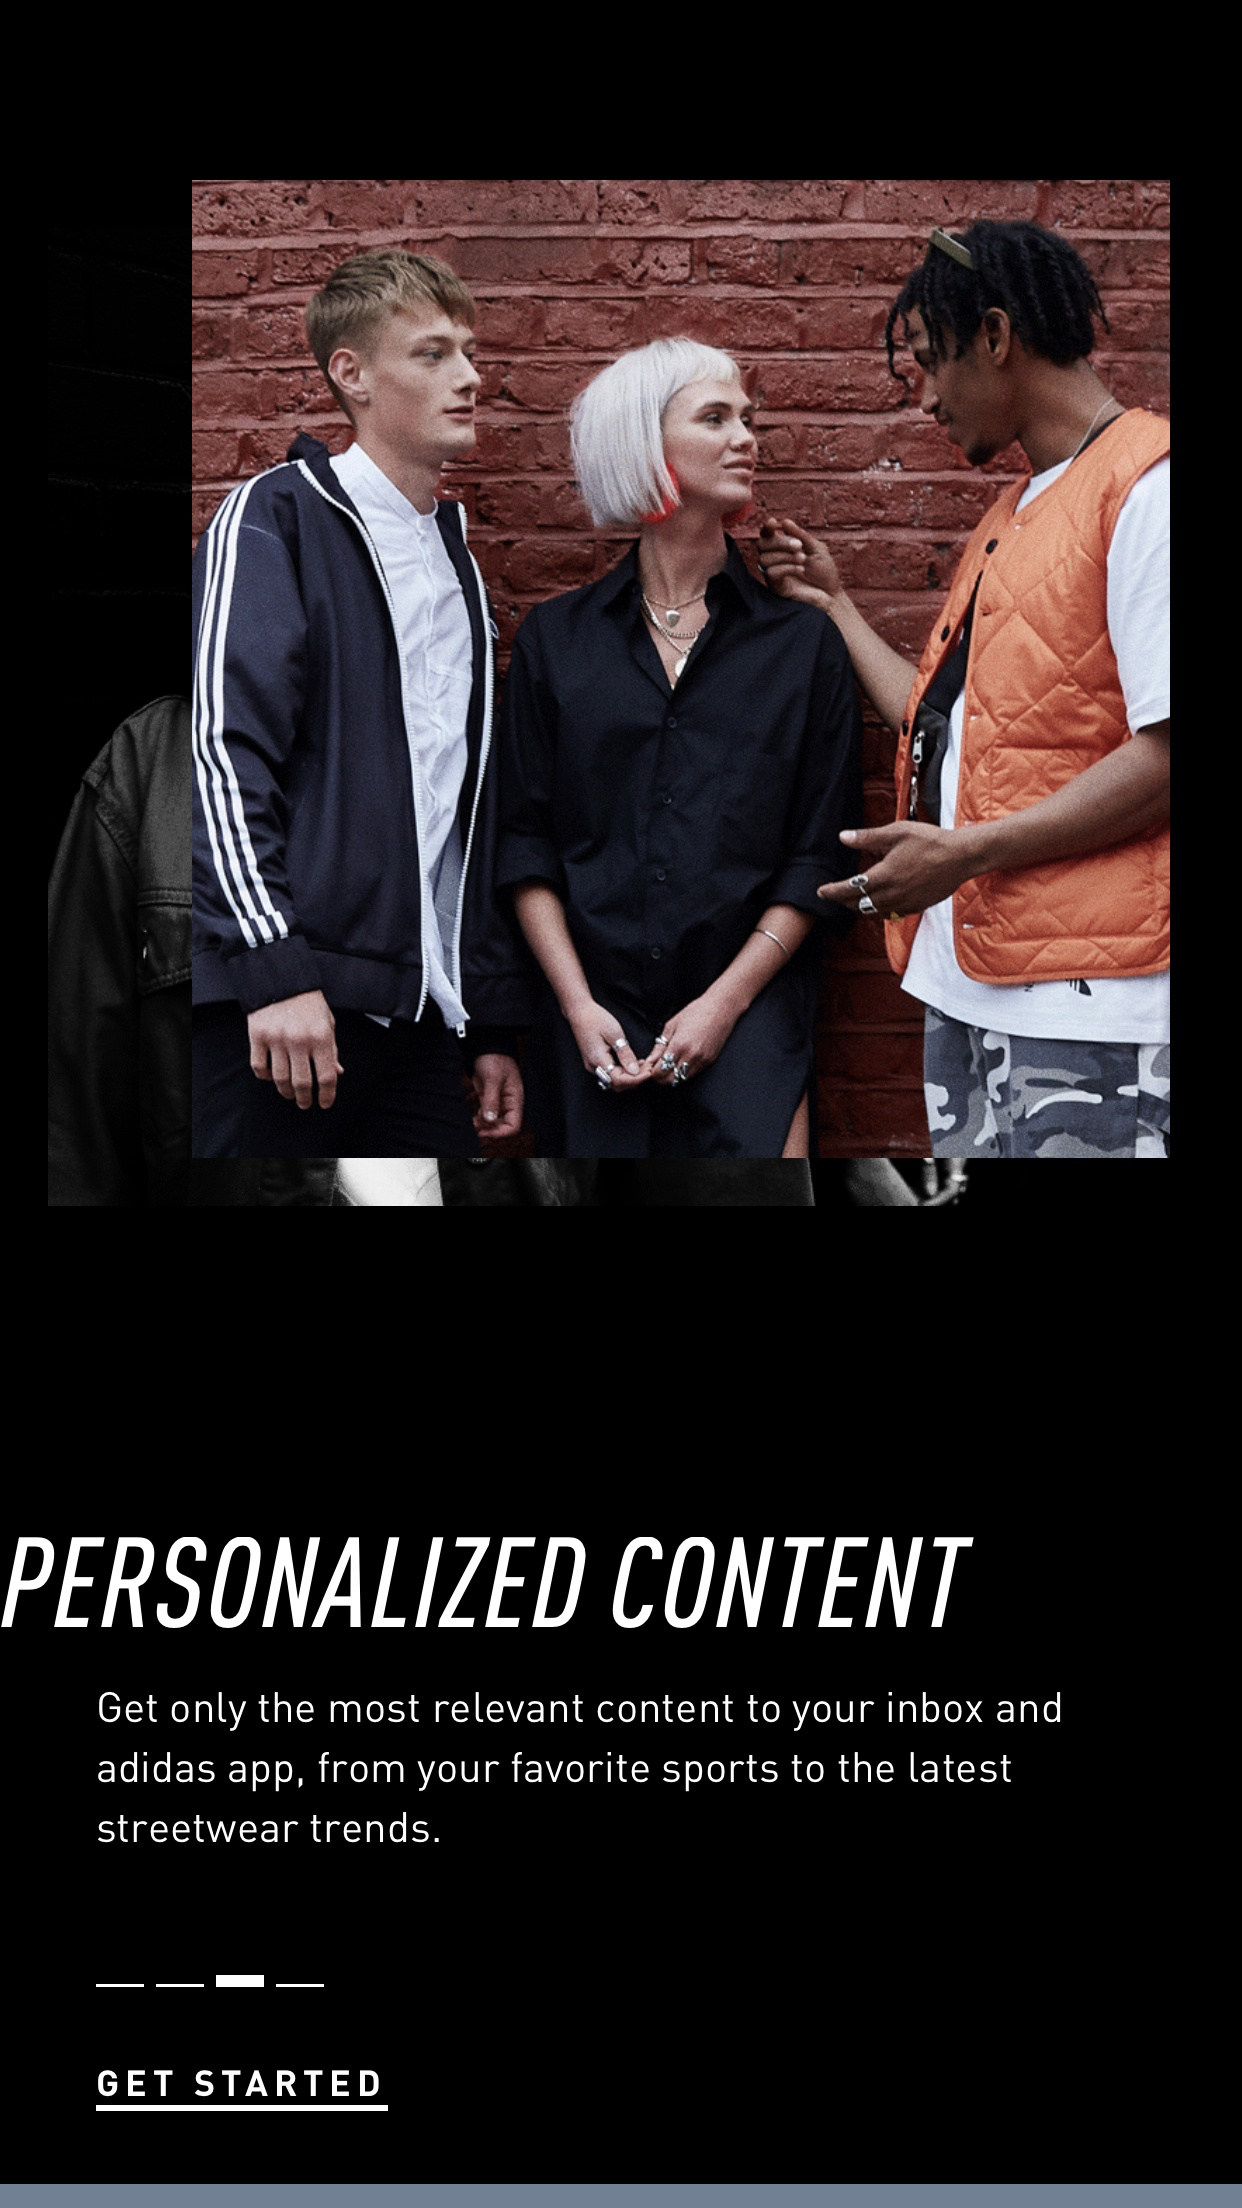 PERSONALIZED CONTENT
Get only the most relevant content to your inbox and
adidas app, from your favorite sports to the latest
streetwear trends.
GET STARTED